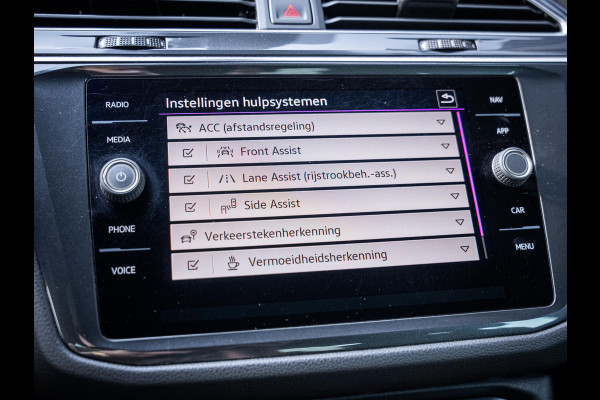 RADIO
MEDIA
PHONE
VOICE
Instellingen hulpsystemen
ACC (afstandsregeling)
Front Assist
Lane Assist (rijstrookbeh.-ass.)
Side Assist
Verkeerstekenherkenning
Vermoeidheidsherkenning
NAV
APP
CAR
MENU